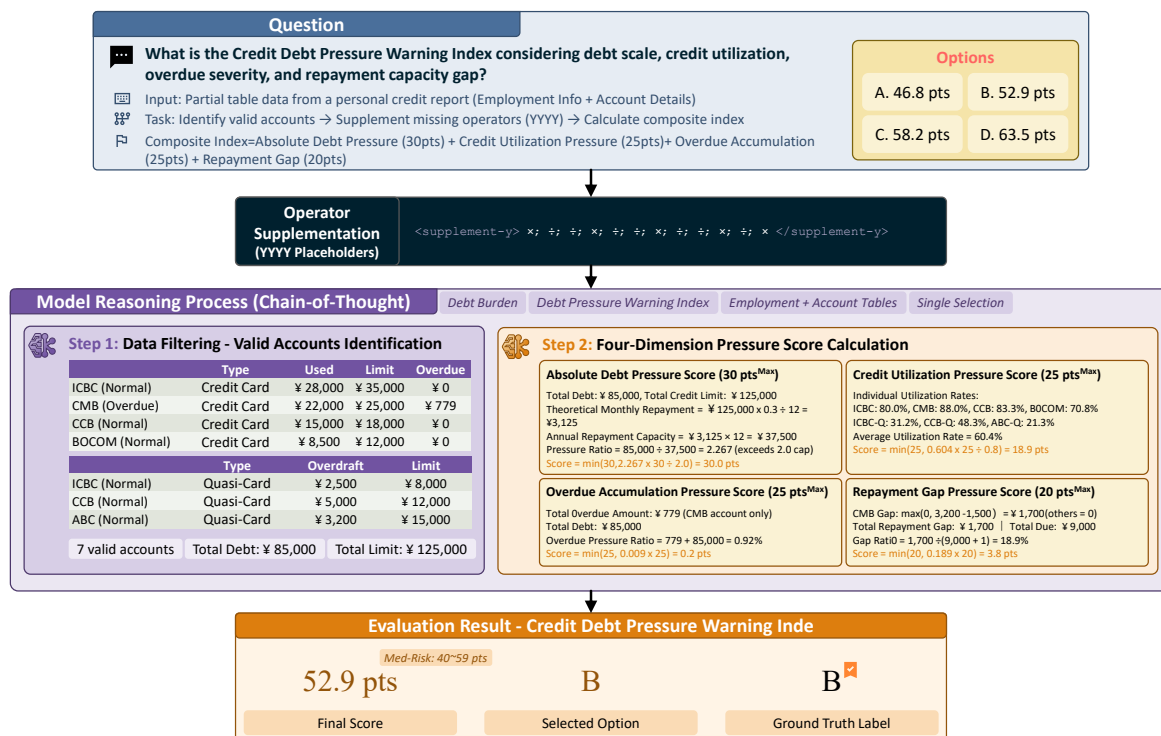 Question
What is the Credit Debt Pressure Warning Index considering debt scale, credit utilization,
overdue severity, and repayment capacity gap?
Input: Partial table data from a personal credit report (Employment Info + Account Details)
Task: Identify valid accounts → Supplement missing operators (YYYY) → Calculate composite index
Composite Index=Absolute Debt Pressure (30pts) + Credit Utilization Pressure (25pts)+ Overdue Accumulation
(25pts) + Repayment Gap (20pts)
Options
A. 46.8 pts
B. 52.9 pts
C. 58.2 pts
D. 63.5 pts
Operator
Supplementation
(YYYY Placeholders)
<supplement-y> ×; ÷; ÷; ×; ÷; ÷; ×; ÷; ÷; ×; ÷; × </supplement-y>
Model Reasoning Process (Chain-of-Thought)
Debt Burden
Debt Pressure Warning Index
Employment + Account Tables
Single Selection
Step 1: Data Filtering - Valid Accounts Identification
Type Used Limit Overdue
ICBC (Normal) Credit Card ¥ 28,000 ¥ 35,000 ¥ 0
CMB (Overdue) Credit Card ¥ 22,000 ¥ 25,000 ¥ 779
CCB (Normal) Credit Card ¥ 15,000 ¥ 18,000 ¥ 0
BOCOM (Normal) Credit Card ¥ 8,500 ¥ 12,000 ¥ 0
Type Overdraft Limit
ICBC (Normal) Quasi-Card ¥ 2,500 ¥ 8,000
CCB (Normal) Quasi-Card ¥ 5,000 ¥ 12,000
ABC (Normal) Quasi-Card ¥ 3,200 ¥ 15,000
7 valid accounts
Total Debt: ¥ 85,000
Total Limit: ¥ 125,000
Step 2: Four-Dimension Pressure Score Calculation
Absolute Debt Pressure Score (30 ptsMax)
Total Debt: ¥ 85,000, Total Credit Limit: ¥ 125,000
Theoretical Monthly Repayment = ¥ 125,000 x 0.3 ÷ 12 =
¥3,125
Annual Repayment Capacity = ¥ 3,125 × 12 = ¥ 37,500
Pressure Ratio = 85,000 ÷ 37,500 = 2.267 (exceeds 2.0 cap)
Score = min(30,2.267 x 30 ÷ 2.0) = 30.0 pts
Credit Utilization Pressure Score (25 ptsMax)
Individual Utilization Rates:
ICBC: 80.0%, CMB: 88.0%, CCB: 83.3%, B0COM: 70.8%
ICBC-Q: 31.2%, CCB-Q: 48.3%, ABC-Q: 21.3%
Average Utilization Rate = 60.4%
Score = min(25, 0.604 x 25 ÷ 0.8) = 18.9 pts
Overdue Accumulation Pressure Score (25 ptsMax)
Total Overdue Amount: ¥ 779 (CMB account only)
Total Debt: ¥ 85,000
Overdue Pressure Ratio = 779 + 85,000 = 0.92%
Score = min(25, 0.009 x 25) = 0.2 pts
Repayment Gap Pressure Score (20 ptsMax)
CMB Gap: max(0, 3,200 -1,500 ) = ¥ 1,700(others = 0)
Total Repayment Gap: ¥ 1,700 | Total Due: ¥ 9,000
Gap Rati0 = 1,700 ÷(9,000 + 1) = 18.9%
Score = min(20, 0.189 x 20) = 3.8 pts
Evaluation Result - Credit Debt Pressure Warning Inde
Med-Risk: 40~59 pts
52.9 pts
B
B
Final Score
Selected Option
Ground Truth Label